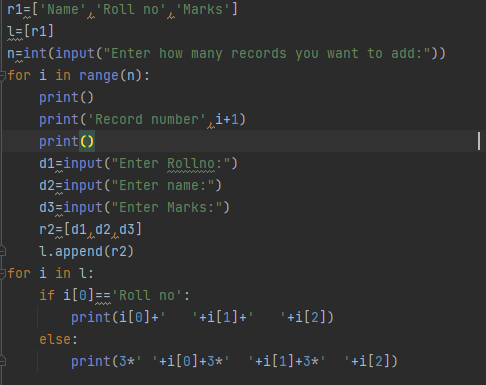 r1=['Name','Roll no','Marks']
l=[r1]
n=int(input("Enter how many records you want to add:"))
for i in range(n):
    print()
    print('Record number',i+1)
    print()
    d1=input("Enter Rollno:")
    d2=input("Enter name:")
    d3=input("Enter Marks:")
    r2=[d1,d2,d3]
    l.append(r2)
for i in l:
    if i[0]=='Roll no':
        print(i[0]+'   '+i[1]+'   '+i[2])
    else:
        print(3*' '+i[0]+3*'  '+i[1]+3*'  '+i[2])